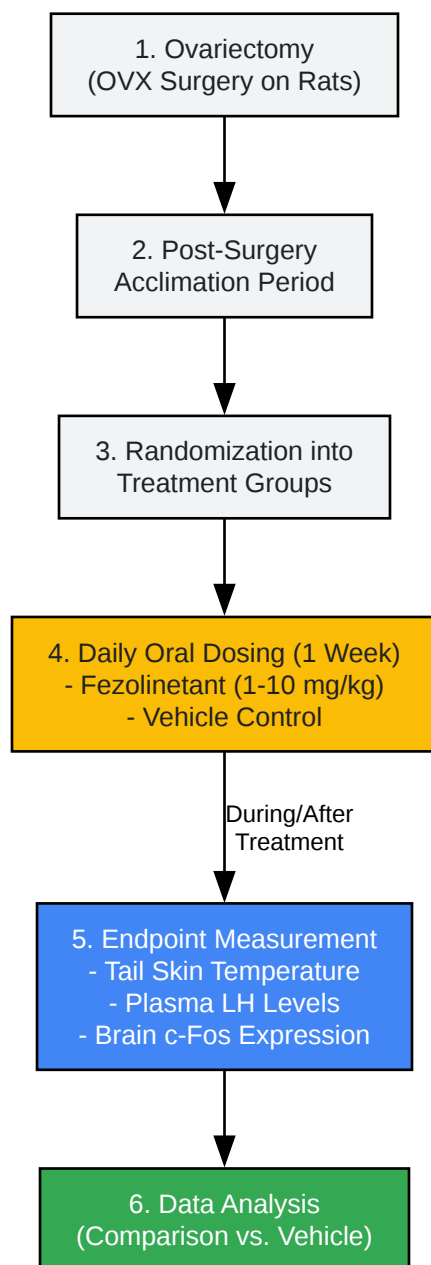 1. Ovariectomy
(OVX Surgery on Rats)
2. Post-Surgery
Acclimation Period
3. Randomization into
Treatment Groups
4. Daily Oral Dosing (1 Week)
- Fezolinetant (1-10 mg/kg)
- Vehicle Control
During/After
Treatment
5. Endpoint Measurement
- Tail Skin Temperature
- Plasma LH Levels
- Brain c-Fos Expression
6. Data Analysis
(Comparison vs. Vehicle)